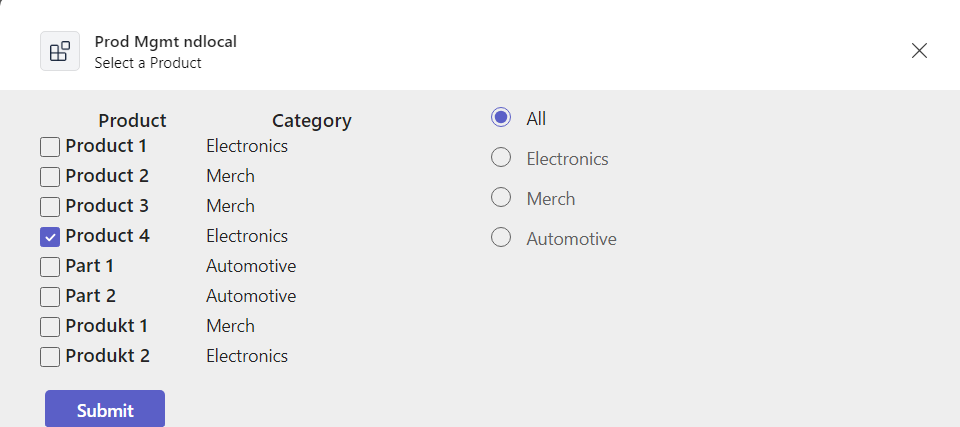 Prod Mgmt ndlocal
Select a Product
Product Category
Product 1 Electronics
Product 2 Merch
Product 3 Merch
Product 4 Electronics
Part 1 Automotive
Part 2 Automotive
Produkt 1 Merch
Produkt 2 Electronics
All
Electronics
Merch
Automotive
Submit